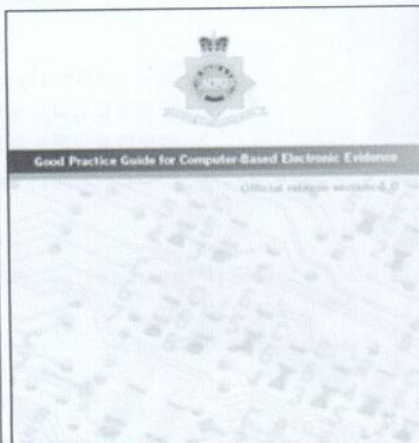 Good Practice Guide for Computer-Based Electronic Evidence
Official release version 4.0